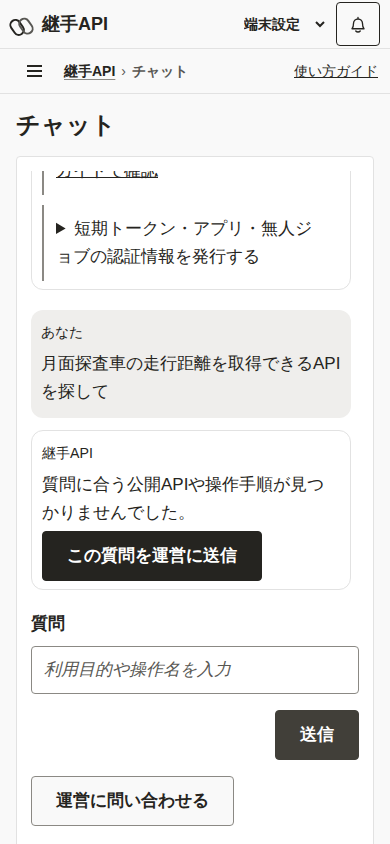 継手API
端末設定
継手API › チャット
使い方ガイド
チャット
ガイドで確認
▶ 短期トークン・アプリ・無人ジ
ョブの認証情報を発行する
あなた
月面探査車の走行距離を取得できるAPI
を探して
継手API
質問に合う公開APIや操作手順が見つ
かりませんでした。
この質問を運営に送信
質問
利用目的や操作名を入力
送信
運営に問い合わせる